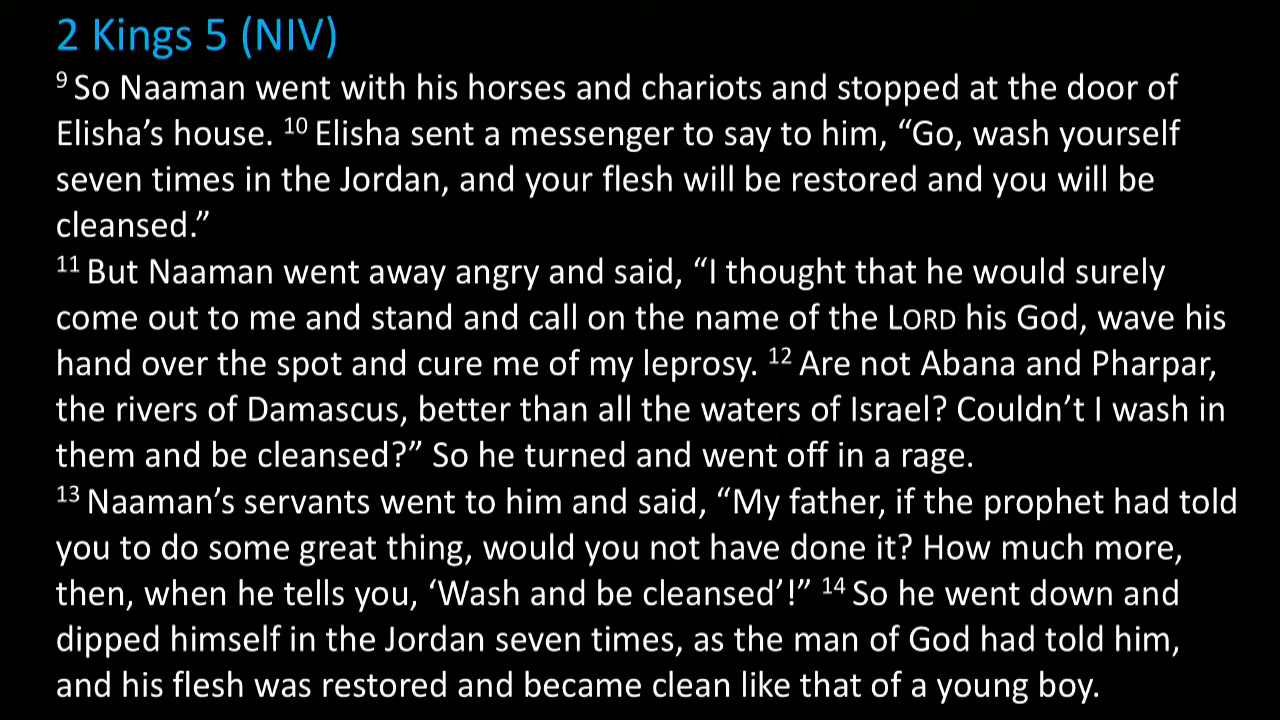 2 Kings 5 (NIV)
9 So Naaman went with his horses and chariots and stopped at the door of
Elisha’s house. 10 Elisha sent a messenger to say to him, “Go, wash yourself
seven times in the Jordan, and your flesh will be restored and you will be
cleansed.”
11 But Naaman went away angry and said, “I thought that he would surely
come out to me and stand and call on the name of the LORD his God, wave his
hand over the spot and cure me of my leprosy. 12 Are not Abana and Pharpar,
the rivers of Damascus, better than all the waters of Israel? Couldn’t I wash in
them and be cleansed?” So he turned and went off in a rage.
13 Naaman’s servants went to him and said, “My father, if the prophet had told
you to do some great thing, would you not have done it? How much more,
then, when he tells you, ‘Wash and be cleansed’!” 14 So he went down and
dipped himself in the Jordan seven times, as the man of God had told him,
and his flesh was restored and became clean like that of a young boy.